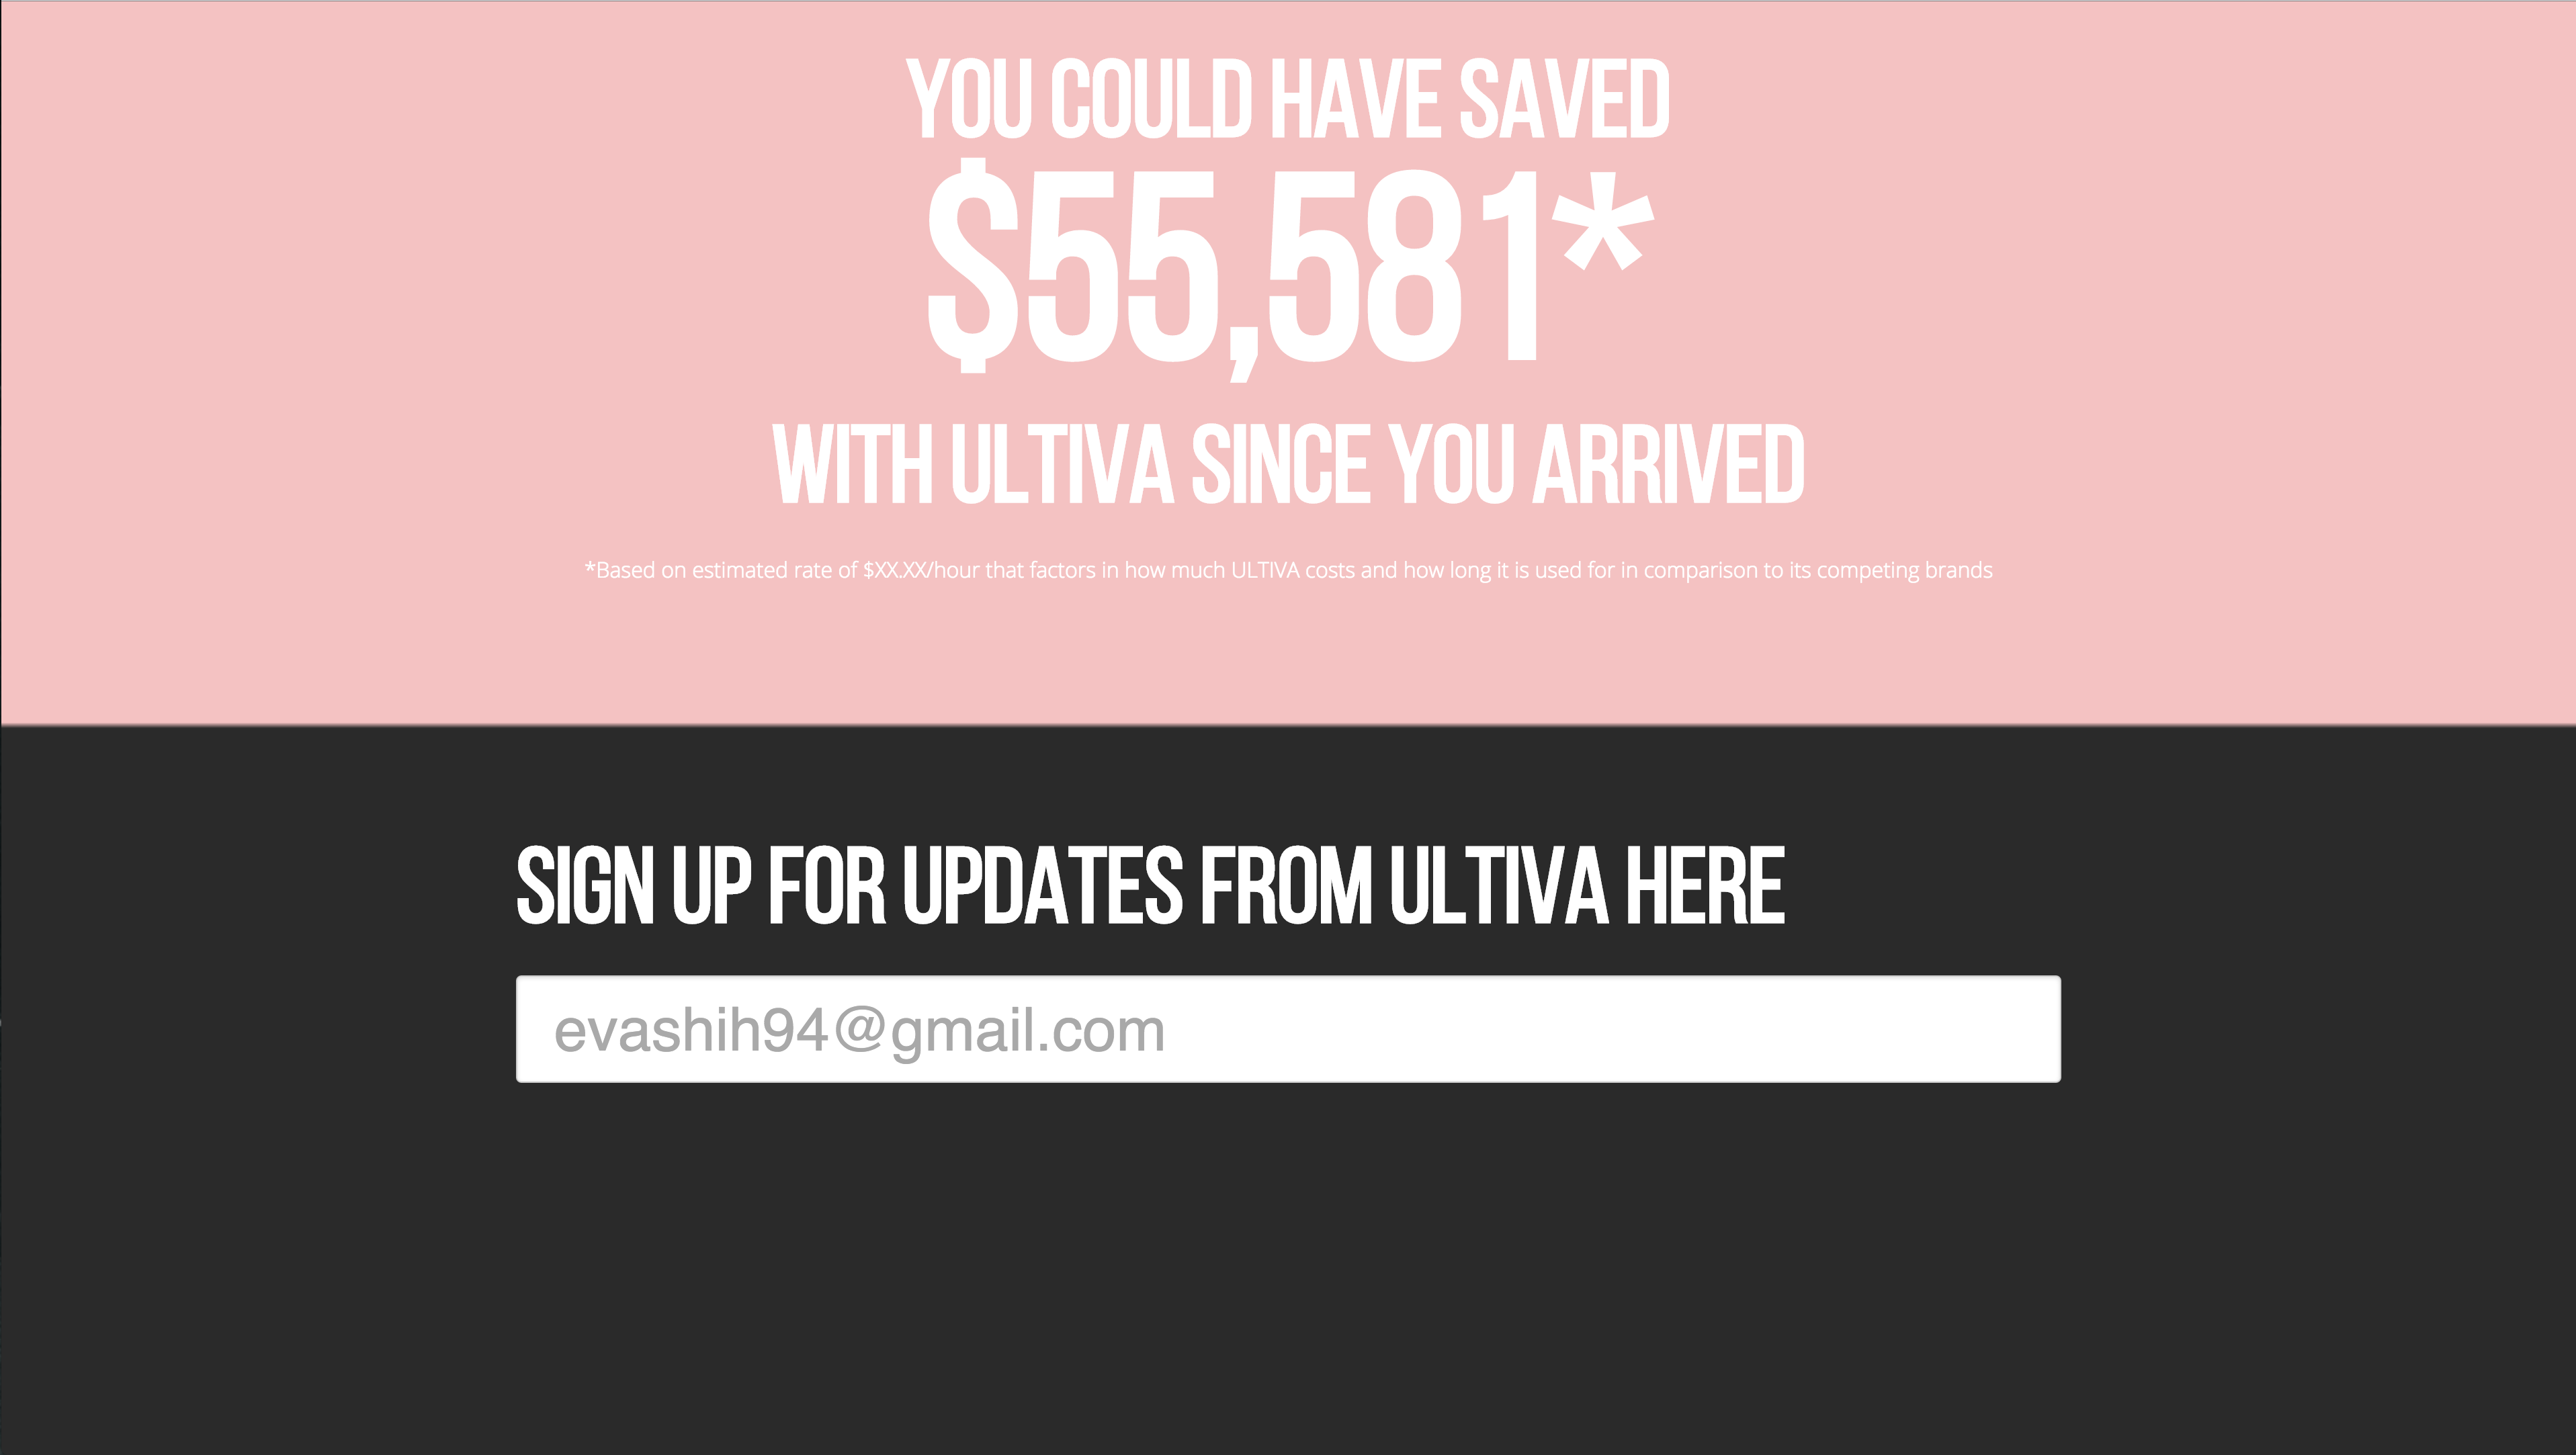 YOU COULD HAVE SAVED
$55,581*
WITH ULTIVA SINCE YOU ARRIVED
*Based on estimated rate of $XX.XX/hour that factors in how much ULTIVA costs and how long it is used for in comparison to its competing brands
SIGN UP FOR UPDATES FROM ULTIVA HERE
evashih94@gmail.com